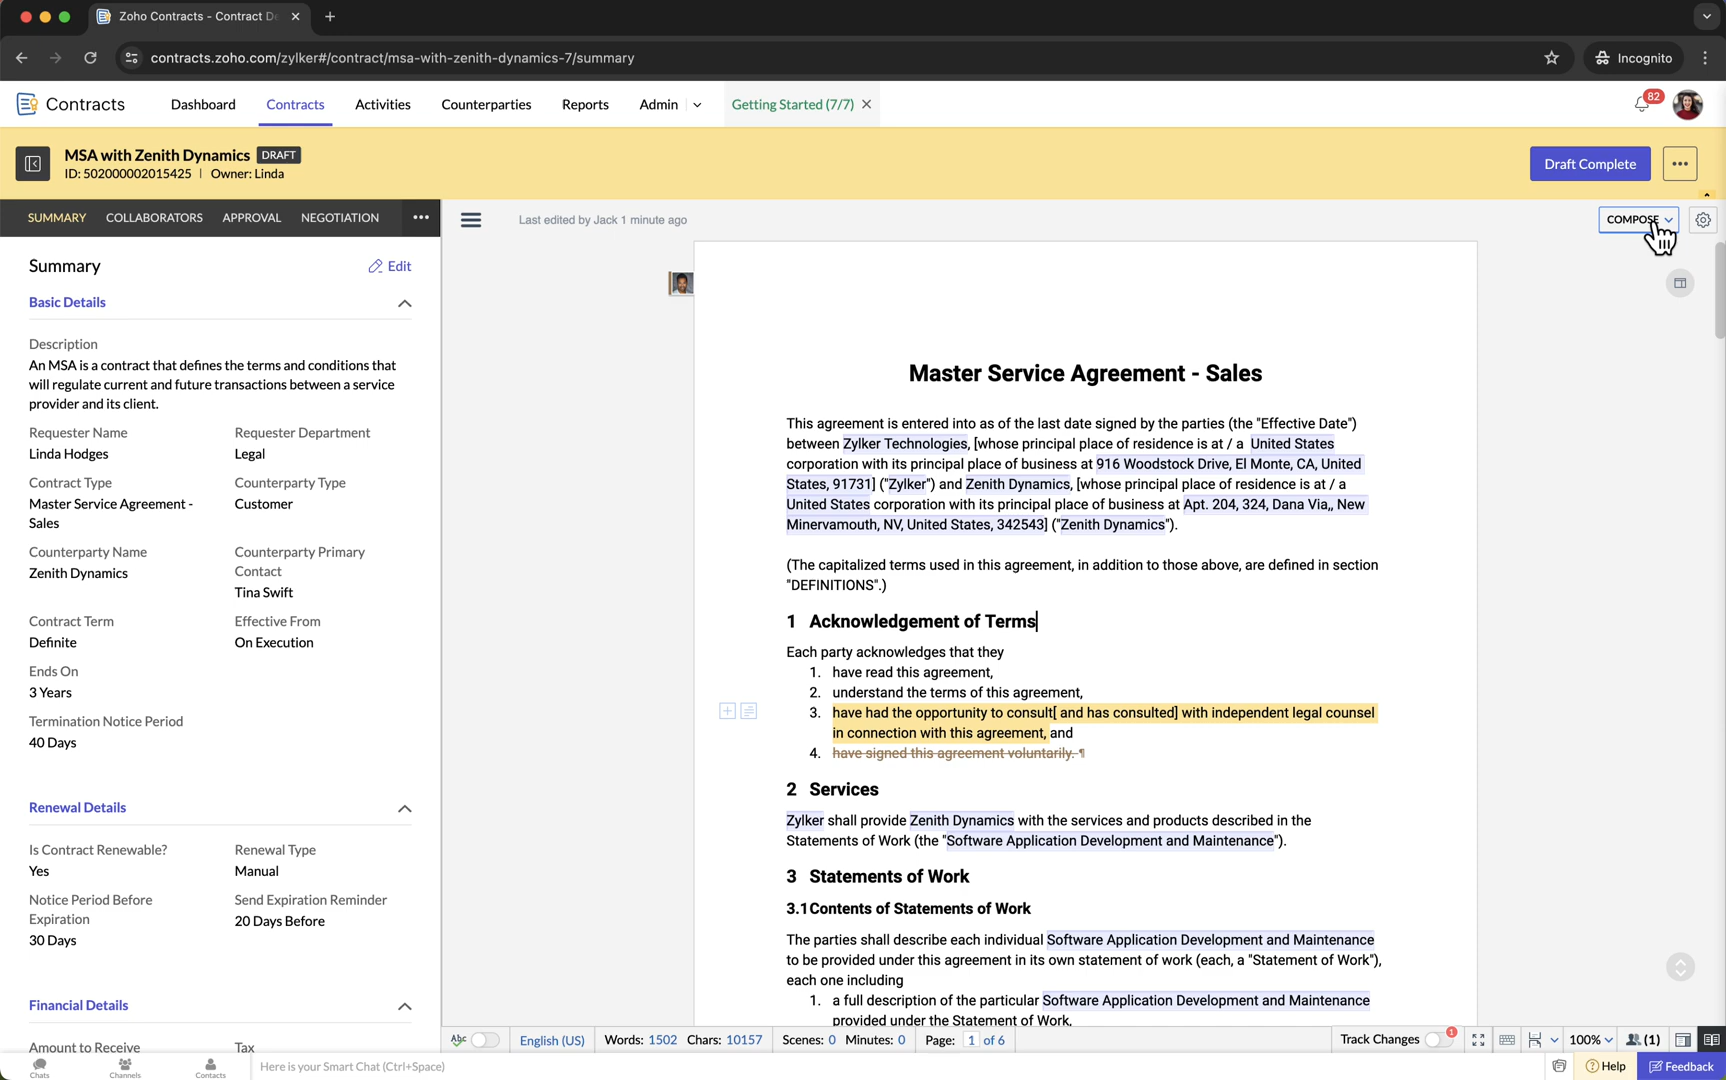 Zoho Contracts - Contract De
contracts.zoho.com/zylker#/contract/msa-with-zenith-dynamics-7/summary
Incognito
Contracts
Dashboard
Contracts
Activities
Counterparties
Reports
Admin
Getting Started (7/7)
82
MSA with Zenith Dynamics DRAFT
ID: 502000002015425 | Owner: Linda
Draft Complete
SUMMARY
COLLABORATORS
APPROVAL
NEGOTIATION
Last edited by Jack 1 minute ago
COMPOSE
Summary
Edit
Basic Details
Description
An MSA is a contract that defines the terms and conditions that
will regulate current and future transactions between a service
provider and its client.
Requester Name
Linda Hodges
Requester Department
Legal
Contract Type
Master Service Agreement -
Sales
Counterparty Type
Customer
Counterparty Name
Zenith Dynamics
Counterparty Primary
Contact
Tina Swift
Contract Term
Definite
Effective From
On Execution
Ends On
3 Years
Termination Notice Period
40 Days
Renewal Details
Is Contract Renewable?
Yes
Renewal Type
Manual
Notice Period Before
Expiration
30 Days
Send Expiration Reminder
20 Days Before
Financial Details
Amount to Receive
Tax
Master Service Agreement - Sales
This agreement is entered into as of the last date signed by the parties (the "Effective Date")
between Zylker Technologies, [whose principal place of residence is at / a United States
corporation with its principal place of business at 916 Woodstock Drive, El Monte, CA, United
States, 91731] ("Zylker") and Zenith Dynamics, [whose principal place of residence is at / a
United States corporation with its principal place of business at Apt. 204, 324, Dana Via,, New
Minervamouth, NV, United States, 342543] ("Zenith Dynamics").
(The capitalized terms used in this agreement, in addition to those above, are defined in section
"DEFINITIONS".)
1 Acknowledgement of Terms
Each party acknowledges that they
1. have read this agreement,
2. understand the terms of this agreement,
3. have had the opportunity to consult[ and has consulted] with independent legal counsel
in connection with this agreement, and
4. have signed this agreement voluntarily. ¶
2 Services
Zylker shall provide Zenith Dynamics with the services and products described in the
Statements of Work (the "Software Application Development and Maintenance").
3 Statements of Work
3.1Contents of Statements of Work
The parties shall describe each individual Software Application Development and Maintenance
to be provided under this agreement in its own statement of work (each, a "Statement of Work"),
each one including
1. a full description of the particular Software Application Development and Maintenance
provided under the Statement of Work,
Abc
English (US)
Words: 1502 Chars: 10157
Scenes: 0 Minutes: 0
Page: 1 of 6
Track Changes
1
100%
(1)
Chats
Channels
Contacts
Here is your Smart Chat (Ctrl+Space)
Help
Feedback